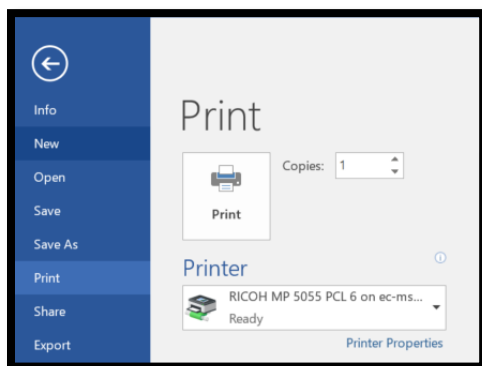 Info
New
Open
Save
Save As
Print
Share
Export
Print
Print
Copies: 1
Printer
RICOH MP 5055 PCL 6 on ec-ms...
Ready
Printer Properties